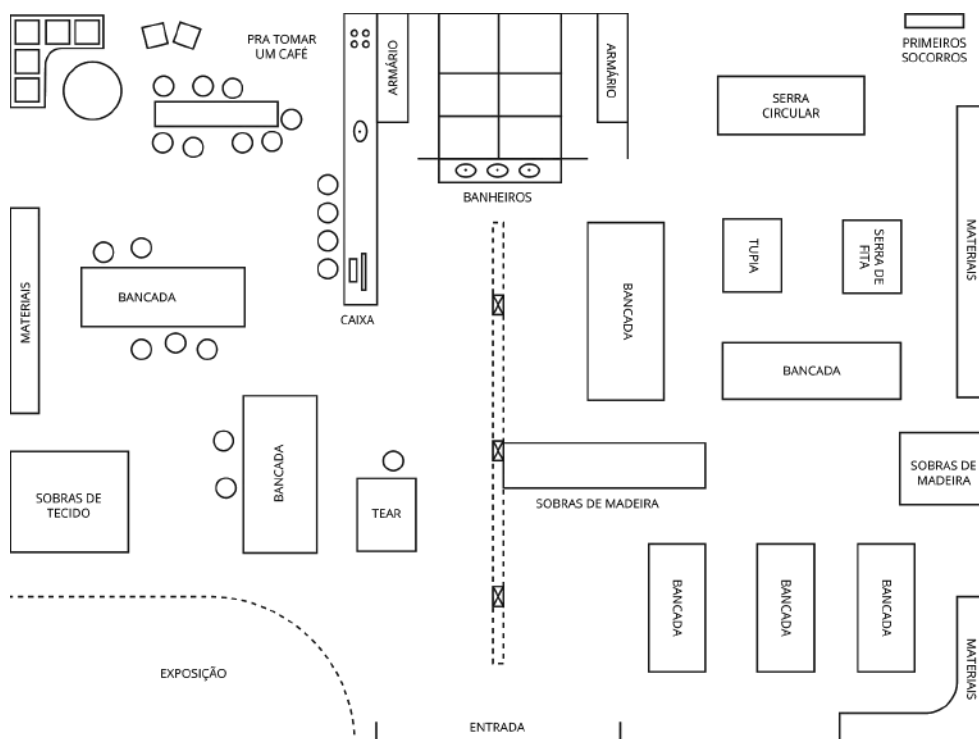 PRA TOMAR
UM CAFÉ
ARMÁRIO
ARMÁRIO
PRIMEIROS
SOCORROS
SERRA
CIRCULAR
BANHEIROS
MATERIAIS
TUPIA
SERRA DE
FITA
MATERIAIS
BANCADA
BANCADA
CAIXA
BANCADA
SOBRAS DE
TECIDO
BANCADA
TEAR
SOBRAS DE MADEIRA
SOBRAS DE
MADEIRA
BANCADA
BANCADA
BANCADA
EXPOSIÇÃO
MATERIAIS
ENTRADA